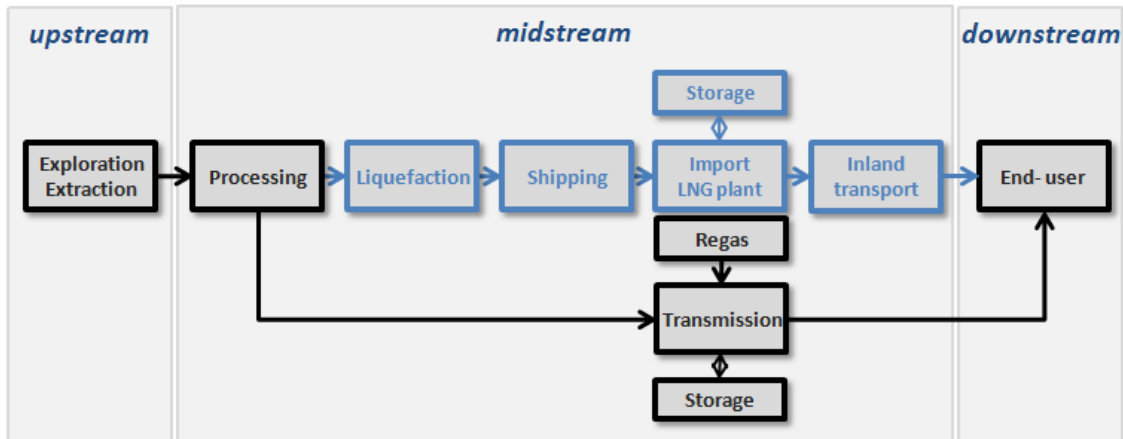 upstream
midstream
downstream
Storage
Exploration
Extraction
Processing
Liquefaction
Shipping
Import
LNG plant
Inland
transport
End- user
Regas
Transmission
Storage